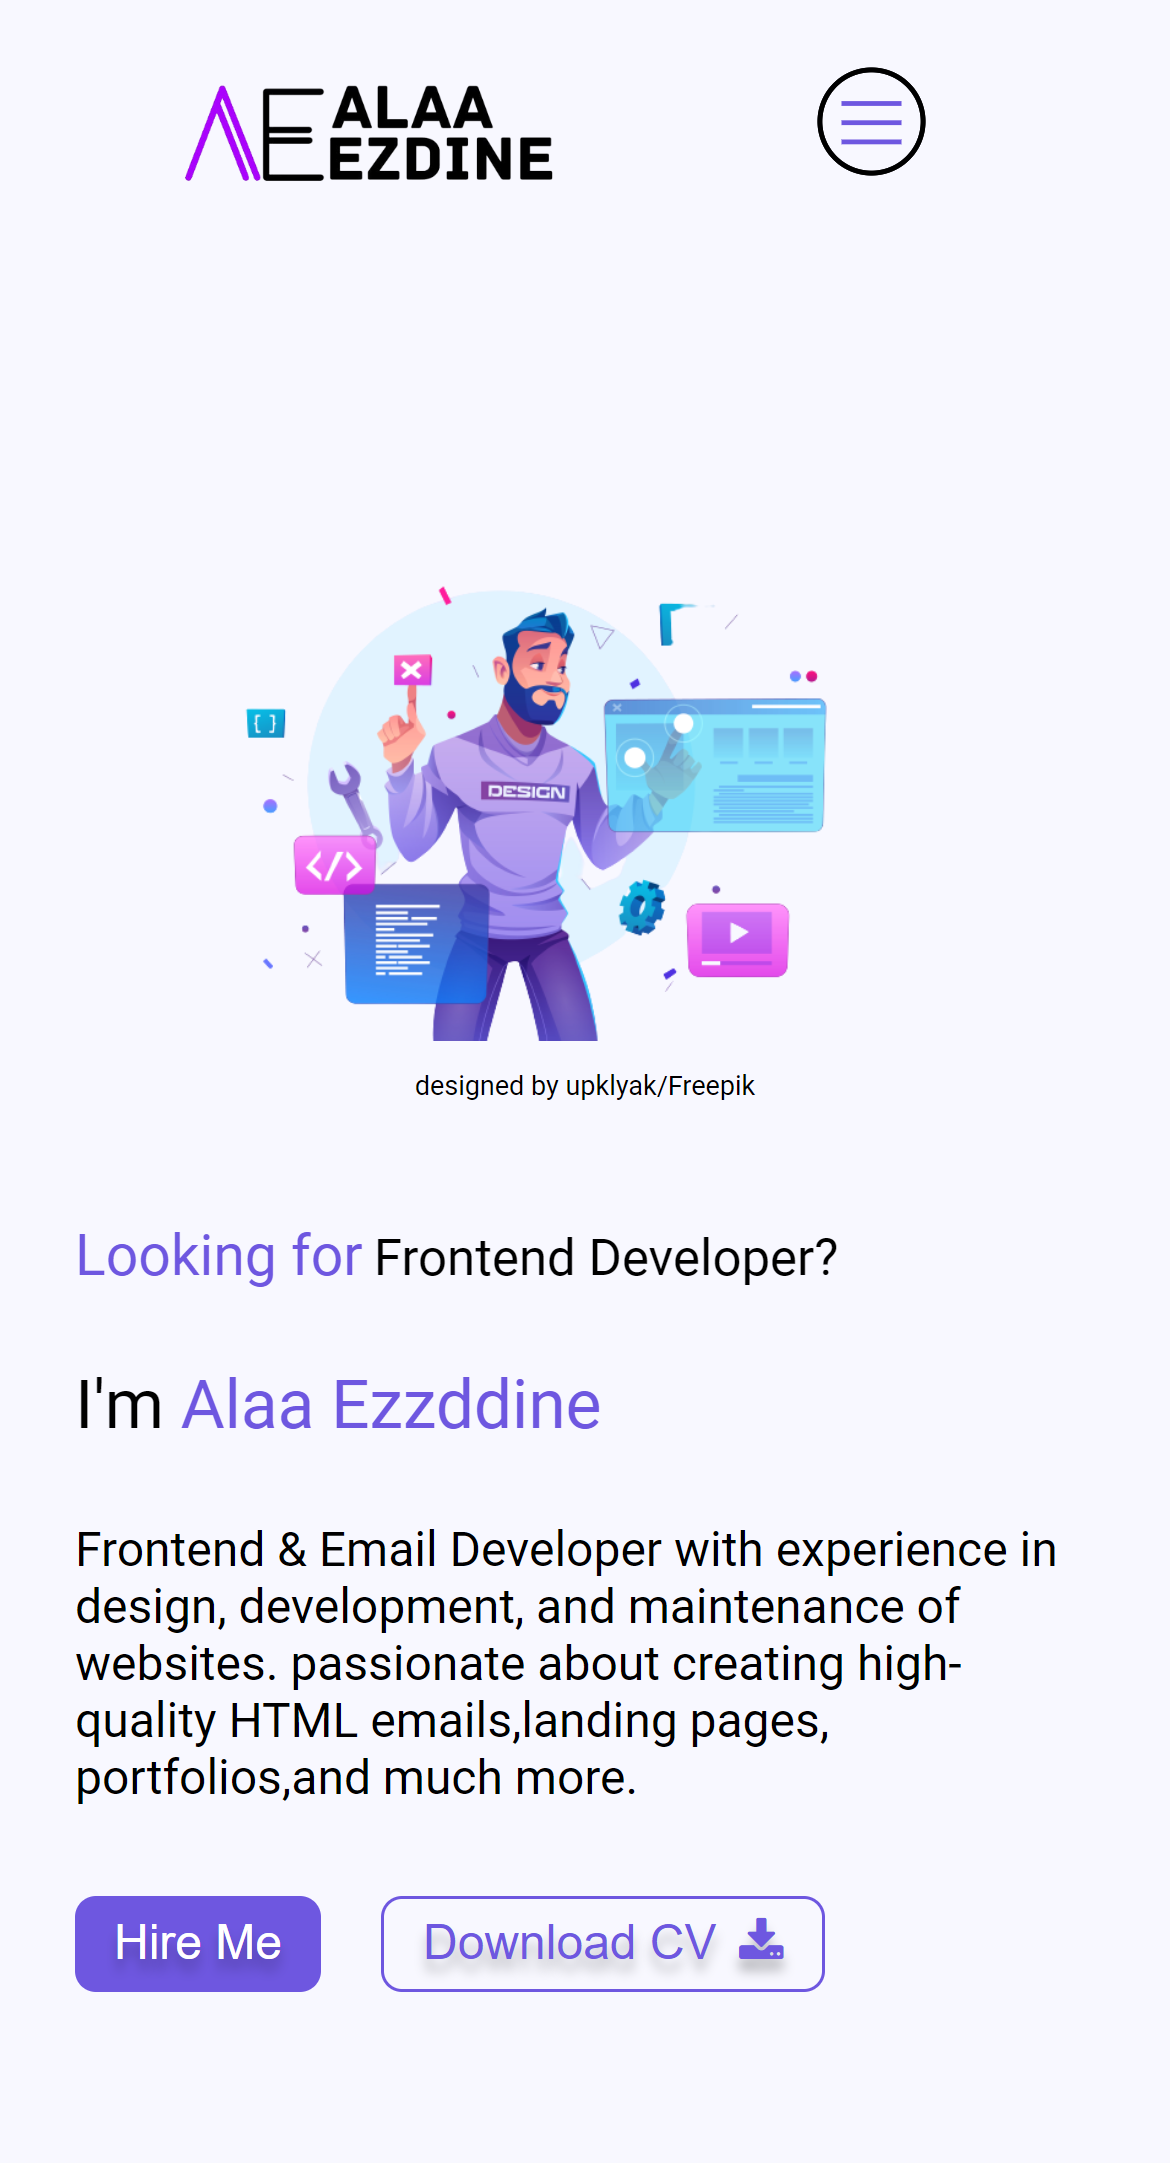 AE ALAA
EZDINE
{ }
DESIGN
</>
designed by upklyak/Freepik
Looking for Frontend Developer?
I'm Alaa Ezzddine
Frontend & Email Developer with experience in
design, development, and maintenance of
websites. passionate about creating high-
quality HTML emails,landing pages,
portfolios,and much more.
Hire Me
Download CV